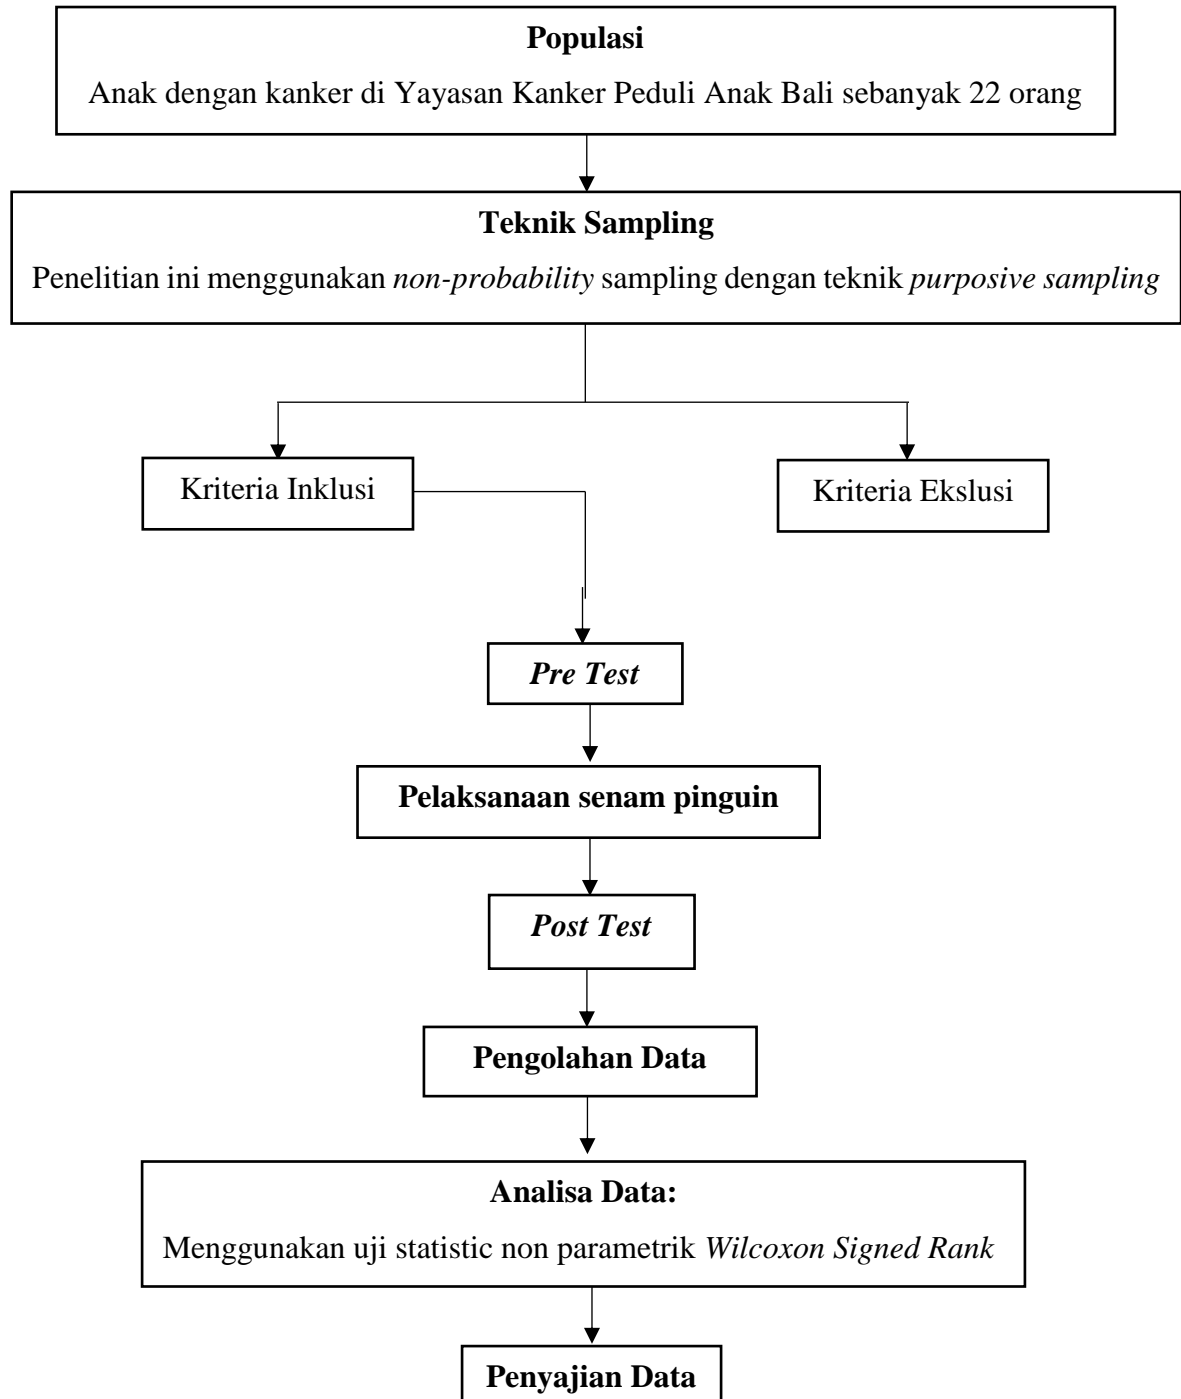 Populasi
Anak dengan kanker di Yayasan Kanker Peduli Anak Bali sebanyak 22 orang
Teknik Sampling
Penelitian ini menggunakan non-probability sampling dengan teknik purposive sampling
Kriteria Inklusi
Kriteria Ekslusi
Pre Test
Pelaksanaan senam pinguin
Post Test
Pengolahan Data
Analisa Data:
Menggunakan uji statistic non parametrik Wilcoxon Signed Rank
Penyajian Data